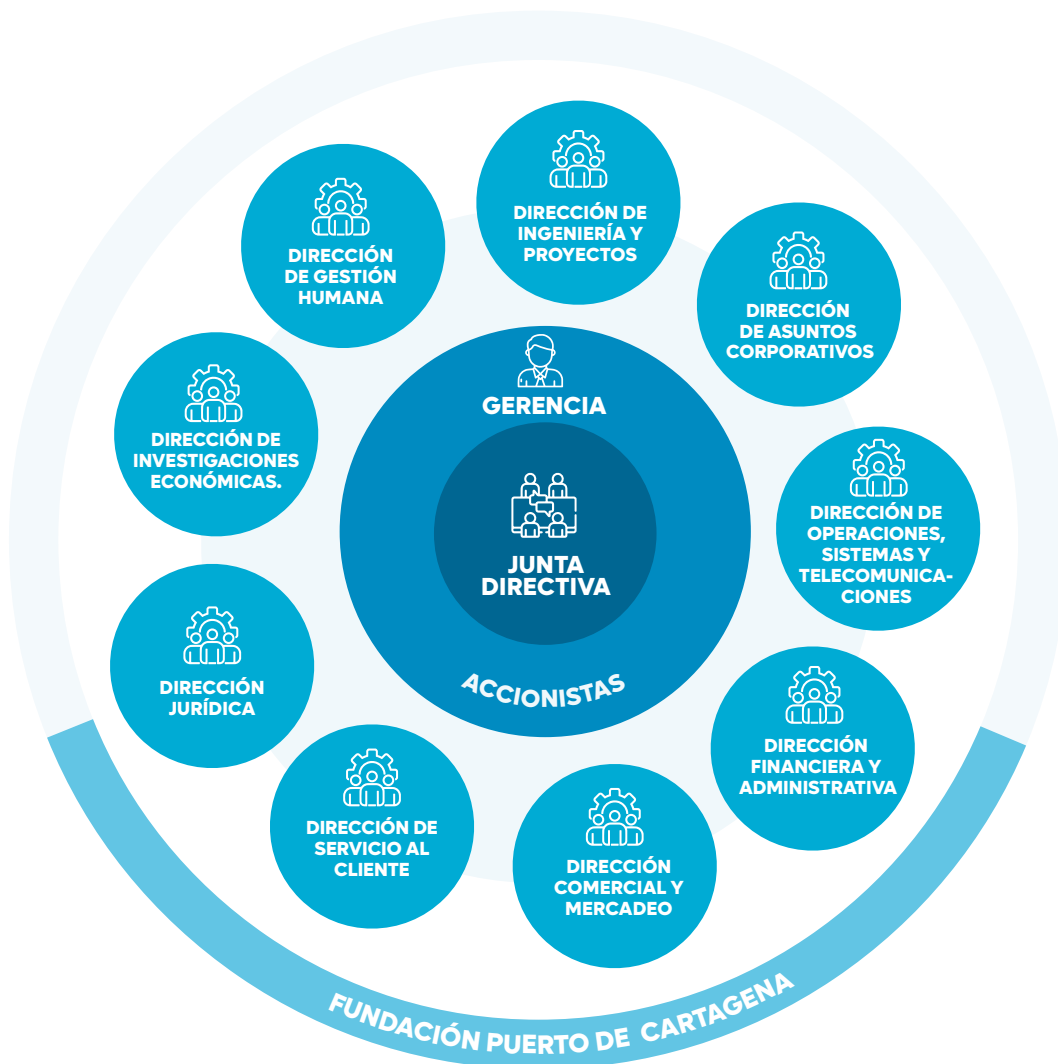 DIRECCIÓN DE
INGENIERÍA Y
PROYECTOS
DIRECCIÓN
DE GESTIÓN
HUMANA
DIRECCIÓN
DE ASUNTOS
CORPORATIVOS
GERENCIA
DIRECCIÓN DE
INVESTIGACIONES
ECONÓMICAS.
DIRECCIÓN DE
OPERACIONES,
SISTEMAS Y
TELECOMUNICA-
CIONES
JUNTA
DIRECTIVA
ACCIONISTAS
DIRECCIÓN
JURÍDICA
DIRECCIÓN
FINANCIERA Y
ADMINISTRATIVA
DIRECCIÓN DE
SERVICIO AL
CLIENTE
DIRECCIÓN
COMERCIAL Y
MERCADEO
FUNDACIÓN PUERTO DE CARTAGENA